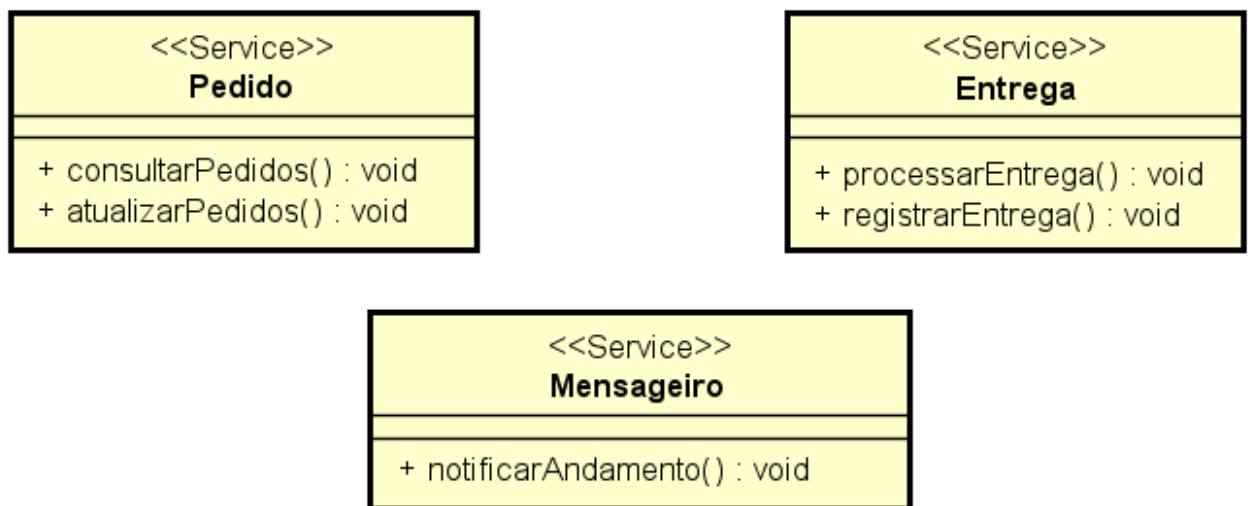 <<Service>>
Pedido
+ consultarPedidos() : void
+ atualizarPedidos() : void
<<Service>>
Entrega
+ processarEntrega() : void
+ registrarEntrega() : void
<<Service>>
Mensageiro
+ notificarAndamento() : void